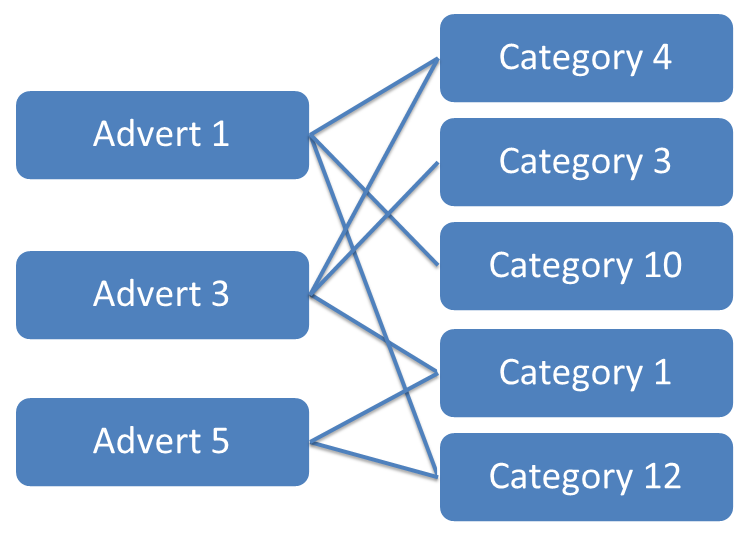 Advert 1
Advert 3
Advert 5
Category 4
Category 3
Category 10
Category 1
Category 12